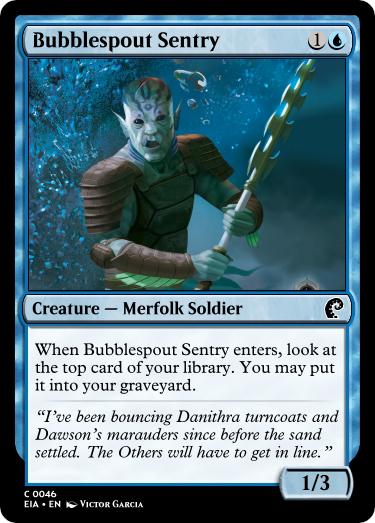 Bubblespout Sentry 1
Creature — Merfolk Soldier
When Bubblespout Sentry enters, look at
the top card of your library. You may put
it into your graveyard.
“I’ve been bouncing Danithra turncoats and
Dawson’s marauders since before the sand
settled. The Others will have to get in line.”
1/3
C 0046
EIA • EN Victor Garcia